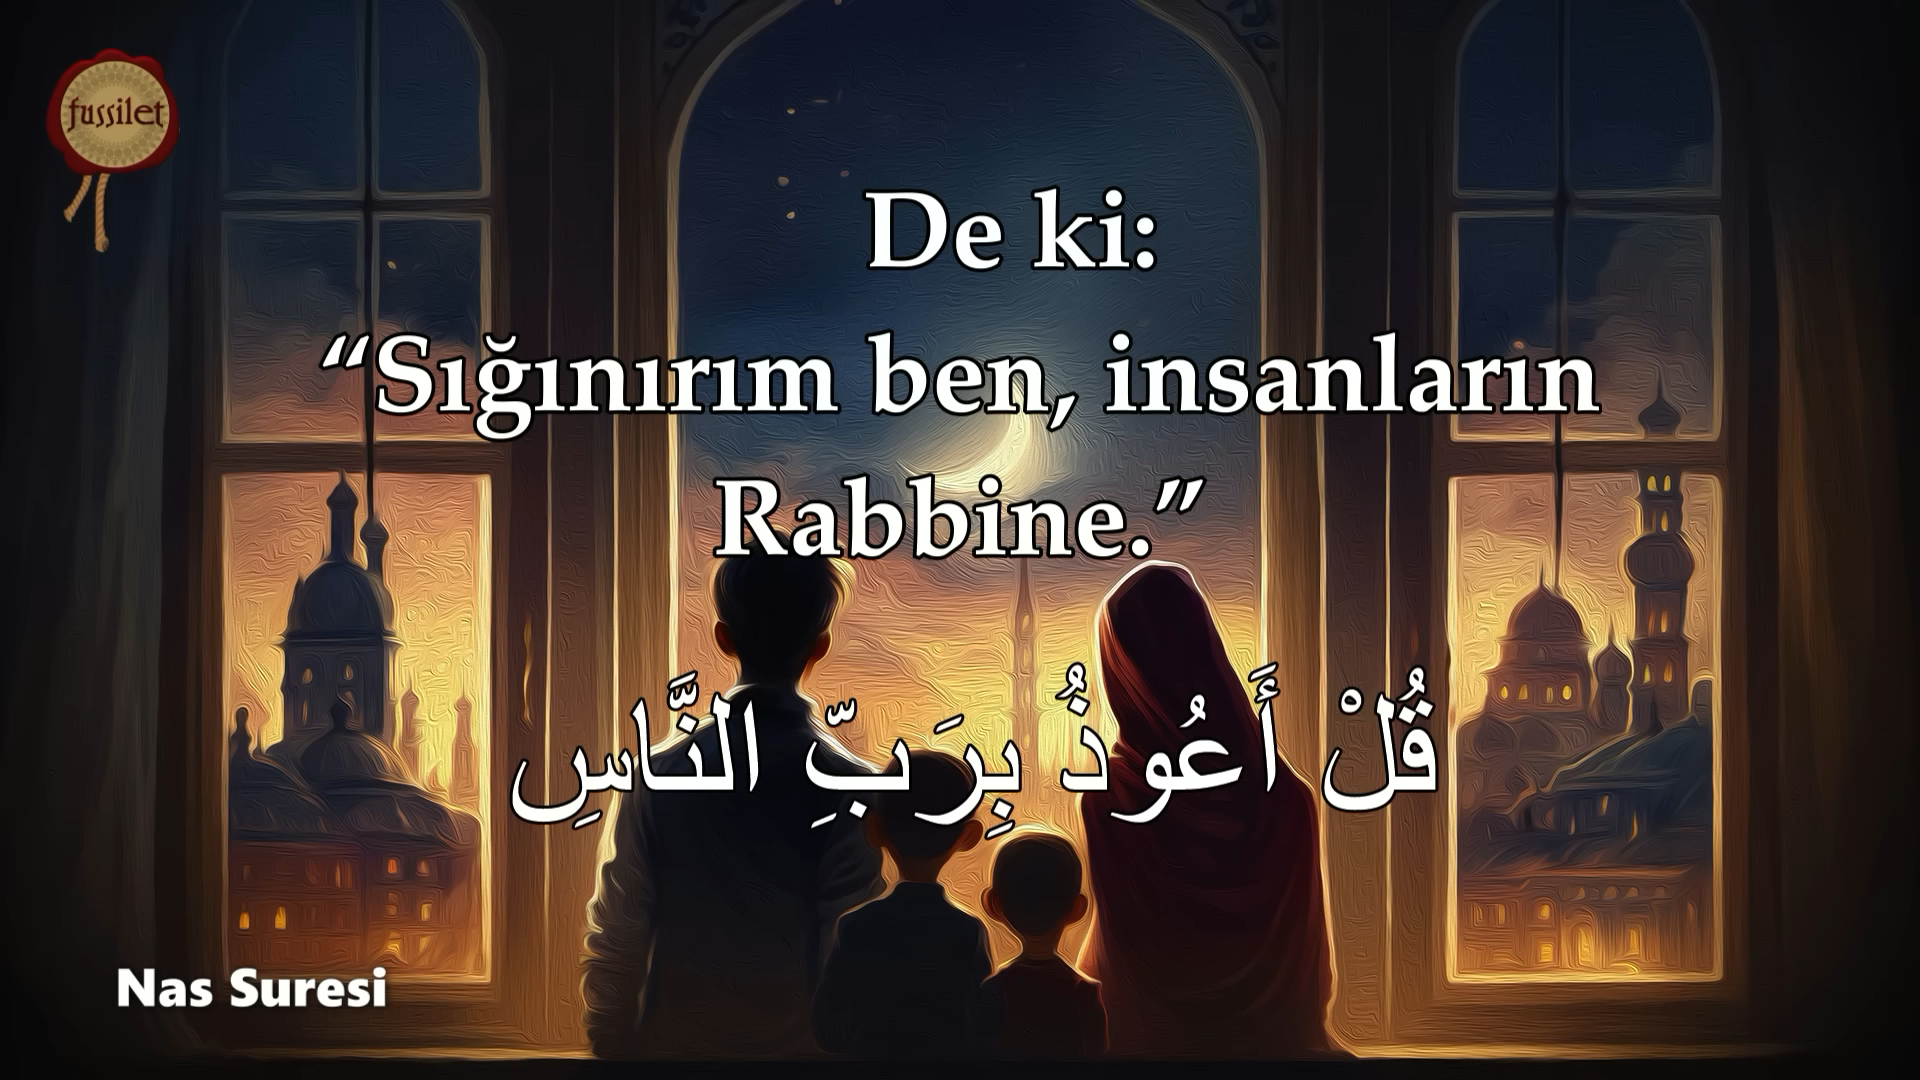 fussilet
De ki:
“Sığınırım ben, insanların
Rabbine.”
قُلْ أَعُوذُ بِرَبِّ النَّاسِ
Nas Suresi